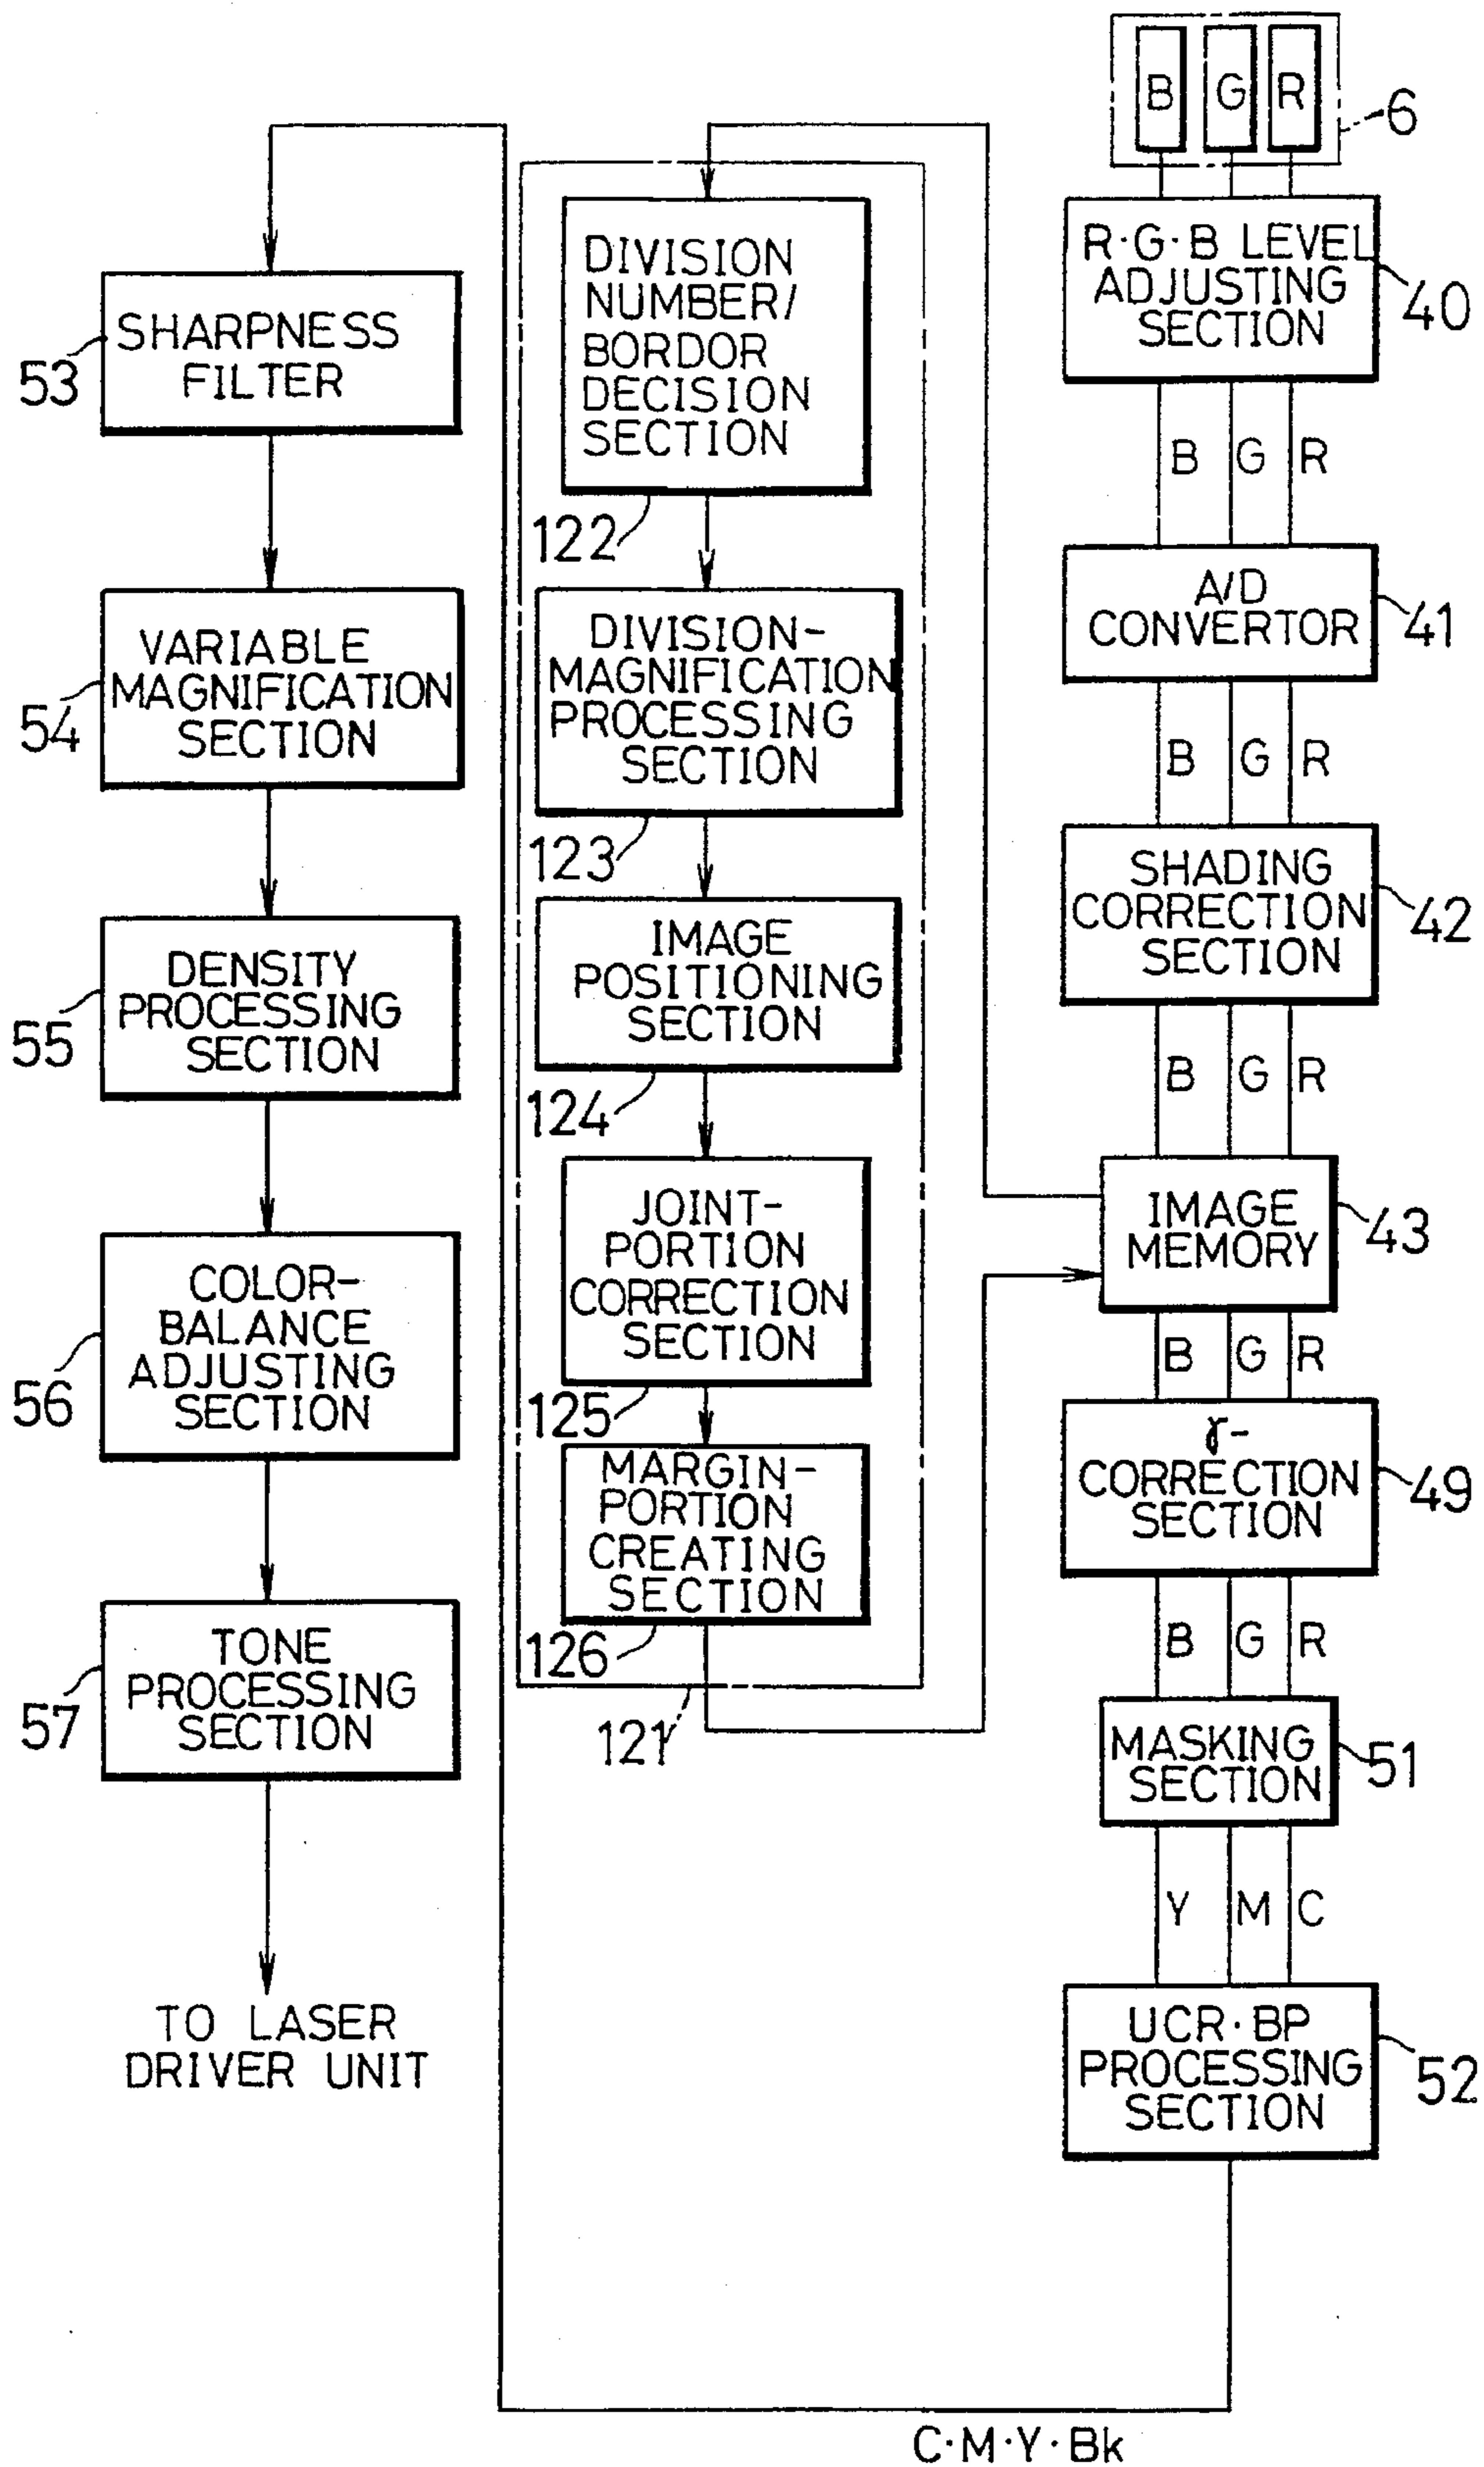 B G R
6
R·G·B LEVEL
ADJUSTING
SECTION
40
B G R
A/D
CONVERTOR
41
B G R
SHADING
CORRECTION
SECTION
42
B G R
IMAGE
MEMORY
43
B G R
γ-
CORRECTION
SECTION
49
B G R
MASKING
SECTION
51
Y M C
UCR·BP
PROCESSING
SECTION
52
C·M·Y·Bk
DIVISION
NUMBER/
BORDOR
DECISION
SECTION
122
DIVISION-
MAGNIFICATION
PROCESSING
SECTION
123
IMAGE
POSITIONING
SECTION
124
JOINT-
PORTION
CORRECTION
SECTION
125
MARGIN-
PORTION
CREATING
SECTION
126
121
SHARPNESS
FILTER
53
VARIABLE
MAGNIFICATION
SECTION
54
DENSITY
PROCESSING
SECTION
55
COLOR-
BALANCE
ADJUSTING
SECTION
56
TONE
PROCESSING
SECTION
57
TO LASER
DRIVER UNIT